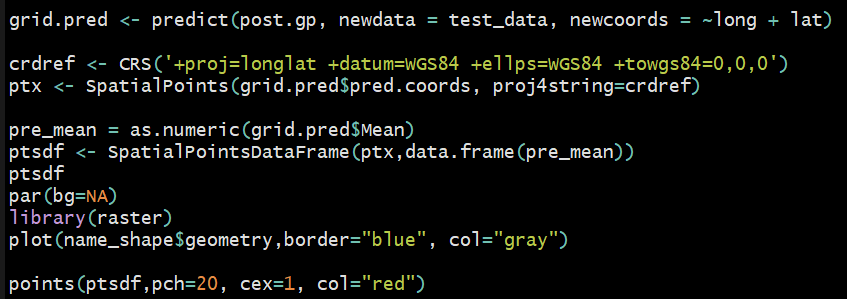 grid.pred <- predict(post.gp, newdata = test_data, newcoords = ~long + lat)
crdref <- CRS('+proj=longlat +datum=WGS84 +ellps=WGS84 +towgs84=0,0,0')
ptx <- SpatialPoints(grid.pred$pred.coords, proj4string=crdref)
pre_mean = as.numeric(grid.pred$Mean)
ptsdf <- SpatialPointsDataFrame(ptx,data.frame(pre_mean))
ptsdf
par(bg=NA)
library(raster)
plot(name_shape$geometry,border="blue", col="gray")
points(ptsdf,pch=20, cex=1, col="red")